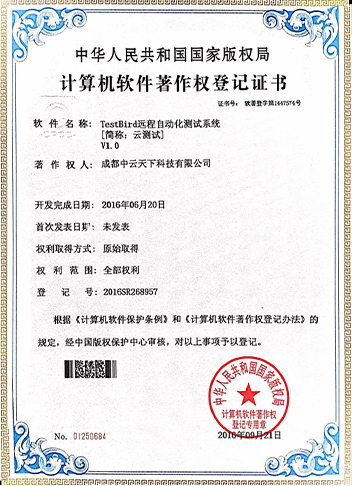 中华人民共和国国家版权局
计算机软件著作权登记证书
证书号： 软著登字第1447574号
软件名称： TestBird远程自动化测试系统
[简称：云测试]
V1.0
著作权人： 成都中云天下科技有限公司
开发完成日期： 2016年06月20日
首次发表日期： 未发表
权利取得方式： 原始取得
权利范围： 全部权利
登记号： 2016SR268957
根据《计算机软件保护条例》和《计算机软件著作权登记办法》的
规定，经中国版权保护中心审核，对以上事项予以登记。
中华人民共和国国家版权局
计算机软件著作权
登记专用章
No. 01250684
2016年09月21日